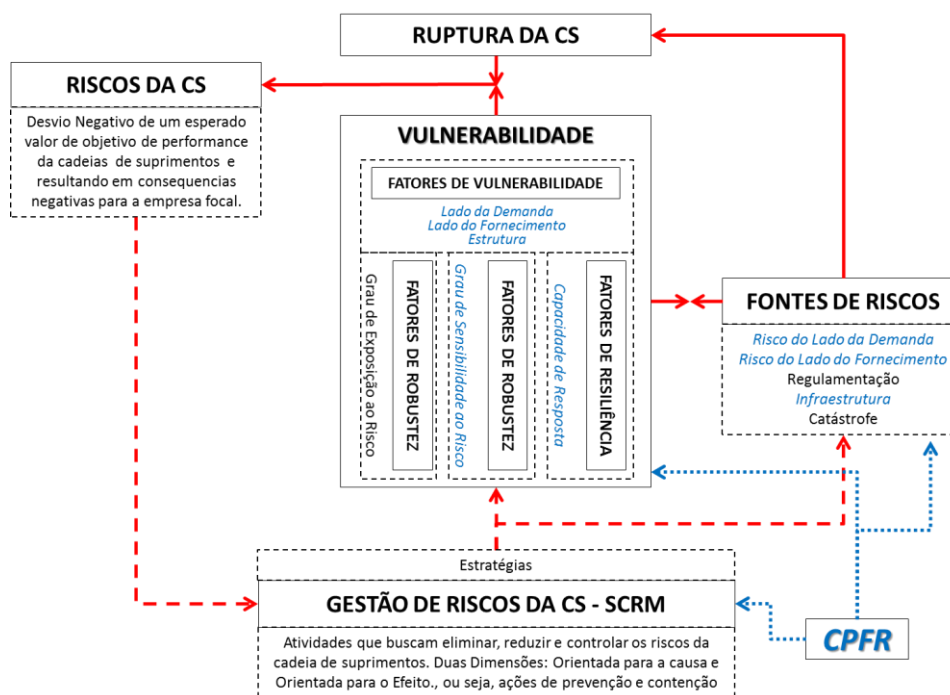 RUPTURA DA CS
RISCOS DA CS
Desvio Negativo de um esperado
valor de objetivo de performance
da cadeias de suprimentos e
resultando em consequencias
negativas para a empresa focal.
VULNERABILIDADE
FATORES DE VULNERABILIDADE
Lado da Demanda
Lado do Fornecimento
Estrutura
Grau de Exposição ao Risco
FATORES DE ROBUSTEZ
Grau de Sensibilidade ao Risco
FATORES DE ROBUSTEZ
Capacidade de Resposta
FATORES DE RESILIÊNCIA
FONTES DE RISCOS
Risco do Lado da Demanda
Risco do Lado do Fornecimento
Regulamentação
Infraestrutura
Catástrofe
Estratégias
GESTÃO DE RISCOS DA CS - SCRM
Atividades que buscam eliminar, reduzir e controlar os riscos da
cadeia de suprimentos. Duas Dimensões: Orientada para a causa e
Orientada para o Efeito., ou seja, ações de prevenção e contenção
CPFR